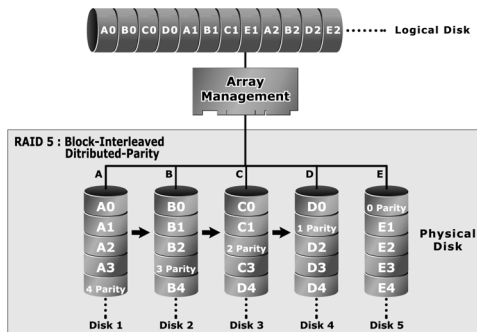 A0 B0 C0 D0 A1 B1 C1 E1 A2 B2 D2 E2 Logical Disk
Array
Management
RAID 5 : Block-Interleaved
Ditributed-Parity
A B C D E
A0 B0 C0 D0 0 Parity
A1 B1 C1 1 Parity E1
A2 B2 2 Parity D2 E2
A3 3 Parity C3 D3 E3
4 Parity B4 D4 D4 E4
Physical
Disk
Disk 1 Disk 2 Disk 3 Disk 4 Disk 5